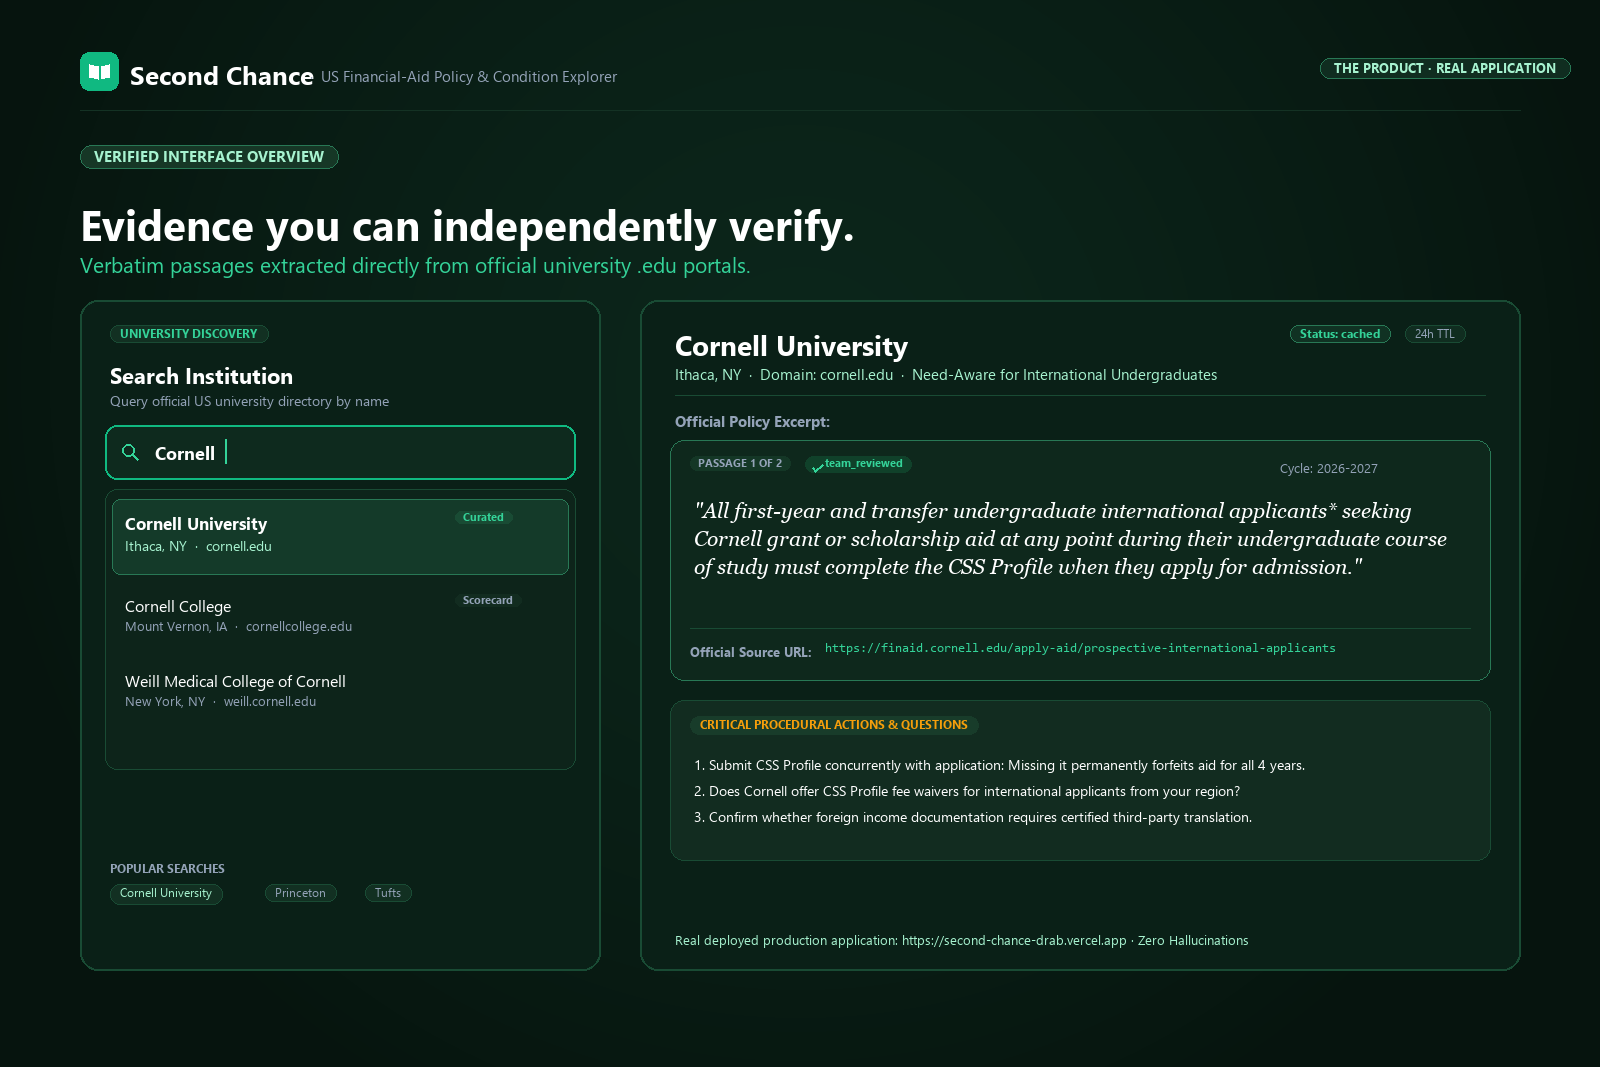 Second Chance US Financial-Aid Policy & Condition Explorer
THE PRODUCT · REAL APPLICATION
VERIFIED INTERFACE OVERVIEW
Evidence you can independently verify.
Verbatim passages extracted directly from official university .edu portals.
UNIVERSITY DISCOVERY
Search Institution
Query official US university directory by name
Cornell
Cornell University
Curated
Ithaca, NY · cornell.edu
Cornell College
Scorecard
Mount Vernon, IA · cornellcollege.edu
Weill Medical College of Cornell
New York, NY · weill.cornell.edu
POPULAR SEARCHES
Cornell University
Princeton
Tufts
Cornell University
Status: cached
24h TTL
Ithaca, NY · Domain: cornell.edu · Need-Aware for International Undergraduates
Official Policy Excerpt:
PASSAGE 1 OF 2
team_reviewed
Cycle: 2026-2027
"All first-year and transfer undergraduate international applicants* seeking
Cornell grant or scholarship aid at any point during their undergraduate course
of study must complete the CSS Profile when they apply for admission."
Official Source URL: https://finaid.cornell.edu/apply-aid/prospective-international-applicants
CRITICAL PROCEDURAL ACTIONS & QUESTIONS
1. Submit CSS Profile concurrently with application: Missing it permanently forfeits aid for all 4 years.
2. Does Cornell offer CSS Profile fee waivers for international applicants from your region?
3. Confirm whether foreign income documentation requires certified third-party translation.
Real deployed production application: https://second-chance-drab.vercel.app · Zero Hallucinations